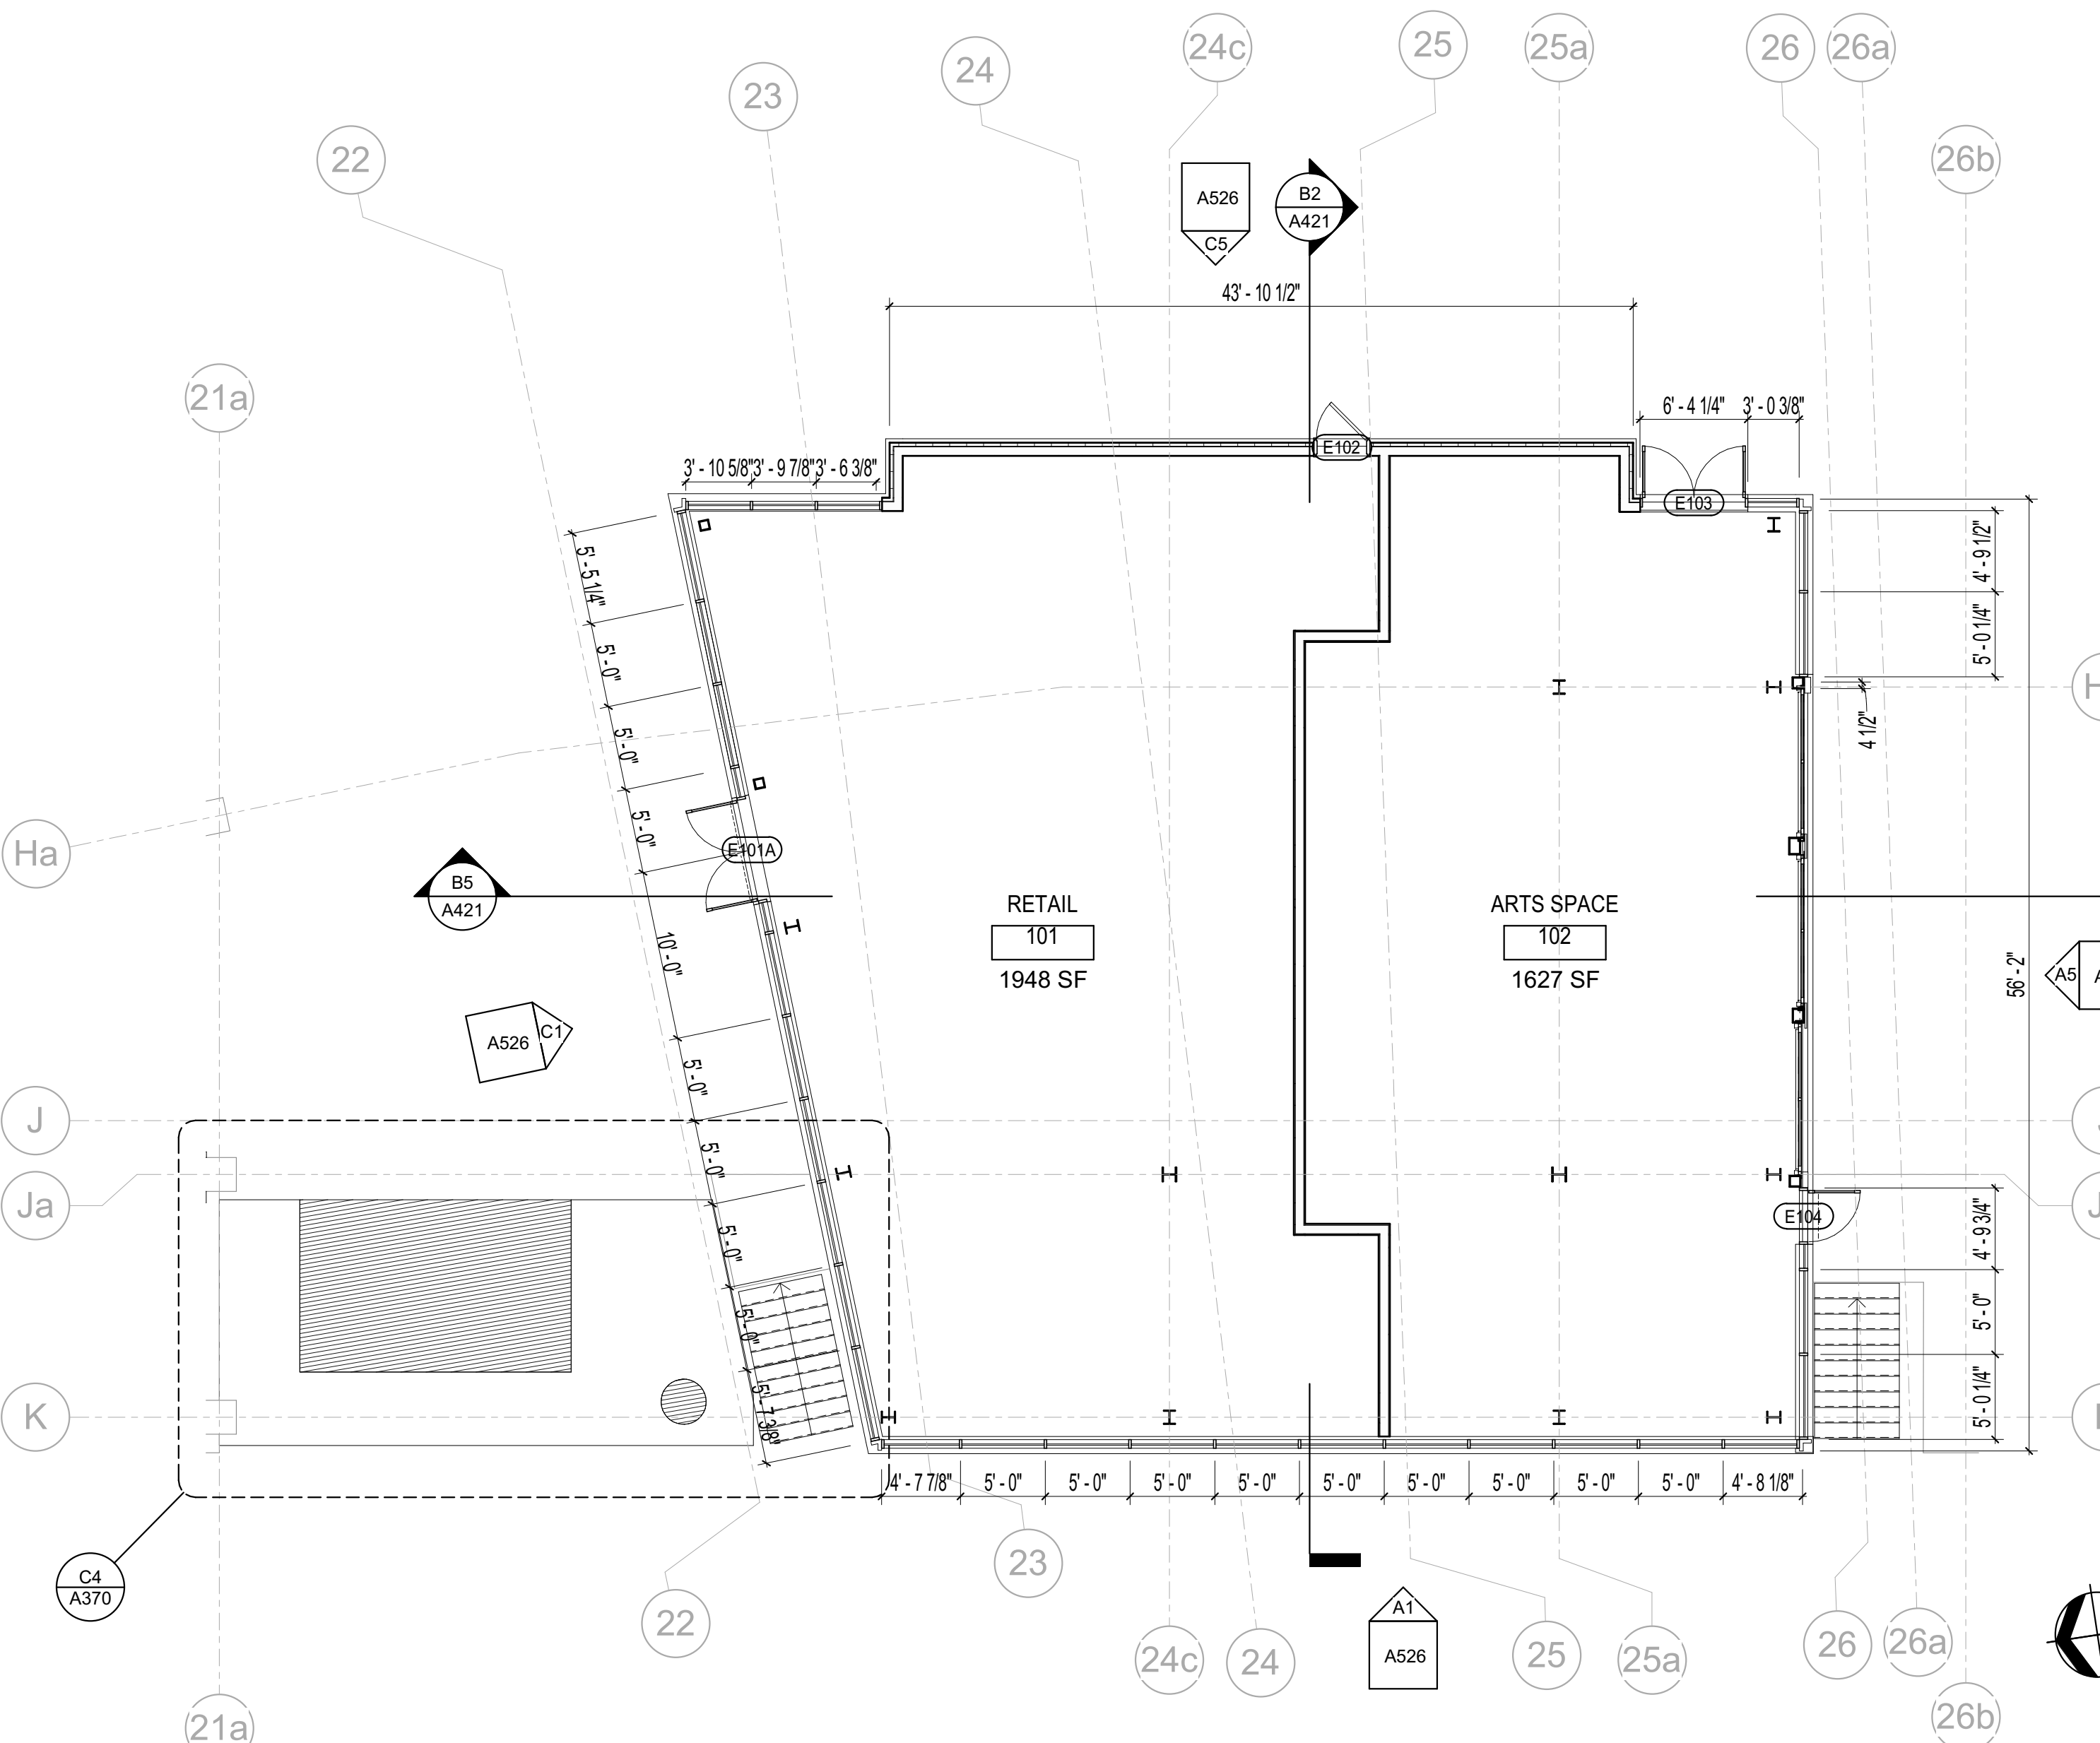 24c
25
25a
26
26a
24
23
22
26b
A526
C5
B2
A421
43' - 10 1/2"
21a
6' - 4 1/4"
3' - 0 3/8"
E102
3' - 10 5/8"
3' - 9 7/8"
3' - 6 3/8"
E103
5' - 5 1/4"
4' - 9 1/2"
5' - 0"
5' - 0 1/4"
5' - 0"
4 1/2"
5' - 0"
Ha
E101A
B5
A421
RETAIL
101
1948 SF
ARTS SPACE
102
1627 SF
10' - 0"
56' - 2"
A5
A526
C1
5' - 0"
J
5' - 0"
Ja
E104
5' - 0"
4' - 9 3/4"
5' - 0"
5' - 0"
K
5' - 7 3/8"
5' - 0 1/4"
4' - 7 7/8"
5' - 0"
5' - 0"
5' - 0"
5' - 0"
5' - 0"
5' - 0"
5' - 0"
5' - 0"
5' - 0"
4' - 8 1/8"
C4
A370
23
22
A1
A526
24c
24
25
25a
26
26a
21a
26b